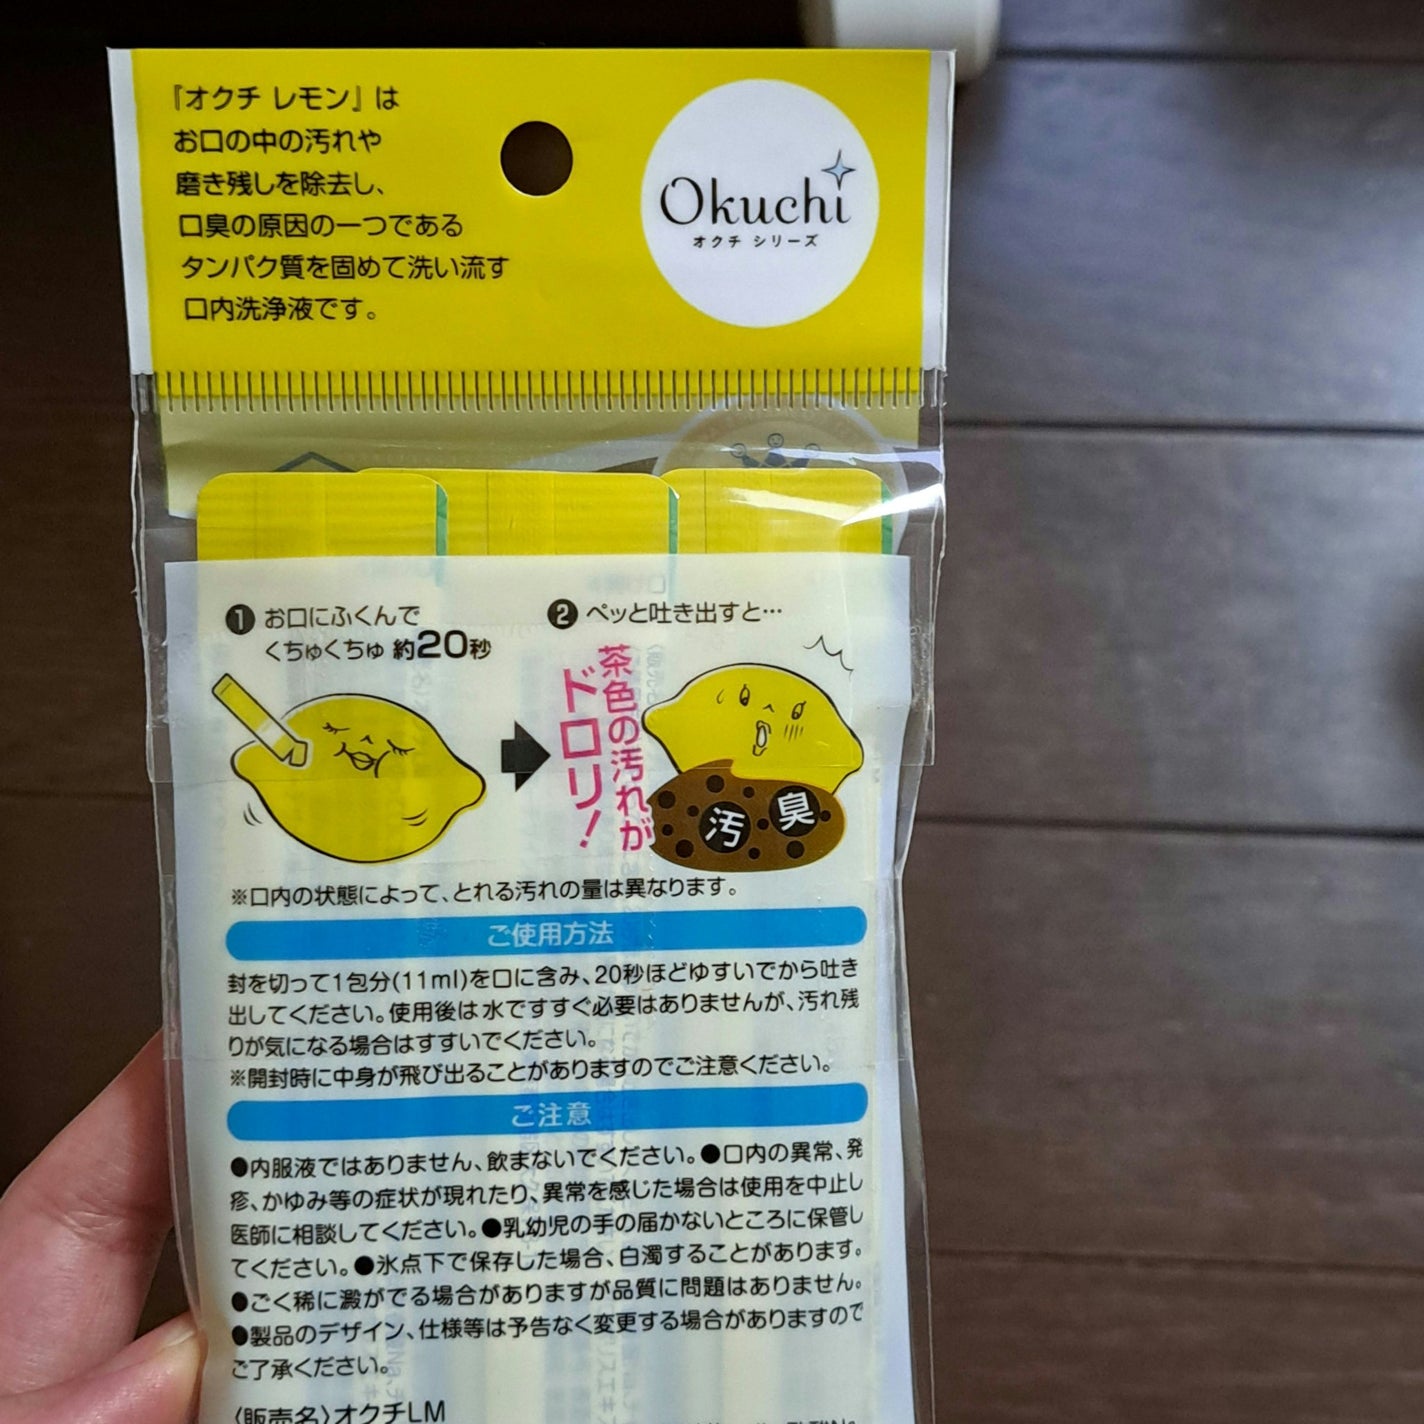 『オクチ レモン』は
お口の中の汚れや
磨き残しを除去し、
口臭の原因の一つである
タンパク質を固めて洗い流す
口内洗浄液です。
Okuchi
オクチ シリーズ
❶ お口にふくんで
くちゅくちゅ 約20秒
❷ ペッと吐き出すと…
茶色の汚れが
ドロリ!
汚
臭
※口内の状態によって、とれる汚れの量は異なります。
ご使用方法
封を切って1包分(11ml)を口に含み、20秒ほどゆすいでから吐き
出してください。使用後は水ですすぐ必要はありませんが、汚れ残
りが気になる場合はすすいでください。
※開封時に中身が飛び出ることがありますのでご注意ください。
ご注意
●内服液ではありません、飲まないでください。●口内の異常、発
疹、かゆみ等の症状が現れたり、異常を感じた場合は使用を中止し
医師に相談してください。●乳幼児の手の届かないところに保管し
てください。●氷点下で保存した場合、白濁することがあります。
●ごく稀に澱がでる場合がありますが品質に問題はありません。
●製品のデザイン、仕様等は予告なく変更する場合がありますので
ご了承ください。
〈販売名〉オクチLM